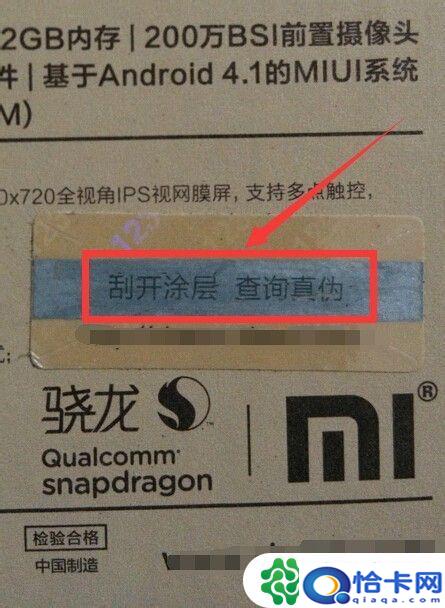 2GB内存 | 200万BSI前置摄像头
件 | 基于Android 4.1的MIUI系统
M)
0x720全视角IPS视网膜屏，支持多点触控，
123
刮开涂层 查询真伪
骁龙
Qualcomm
snapdragon
mi
检验合格
中国制造
恰卡网
qiaqa.com